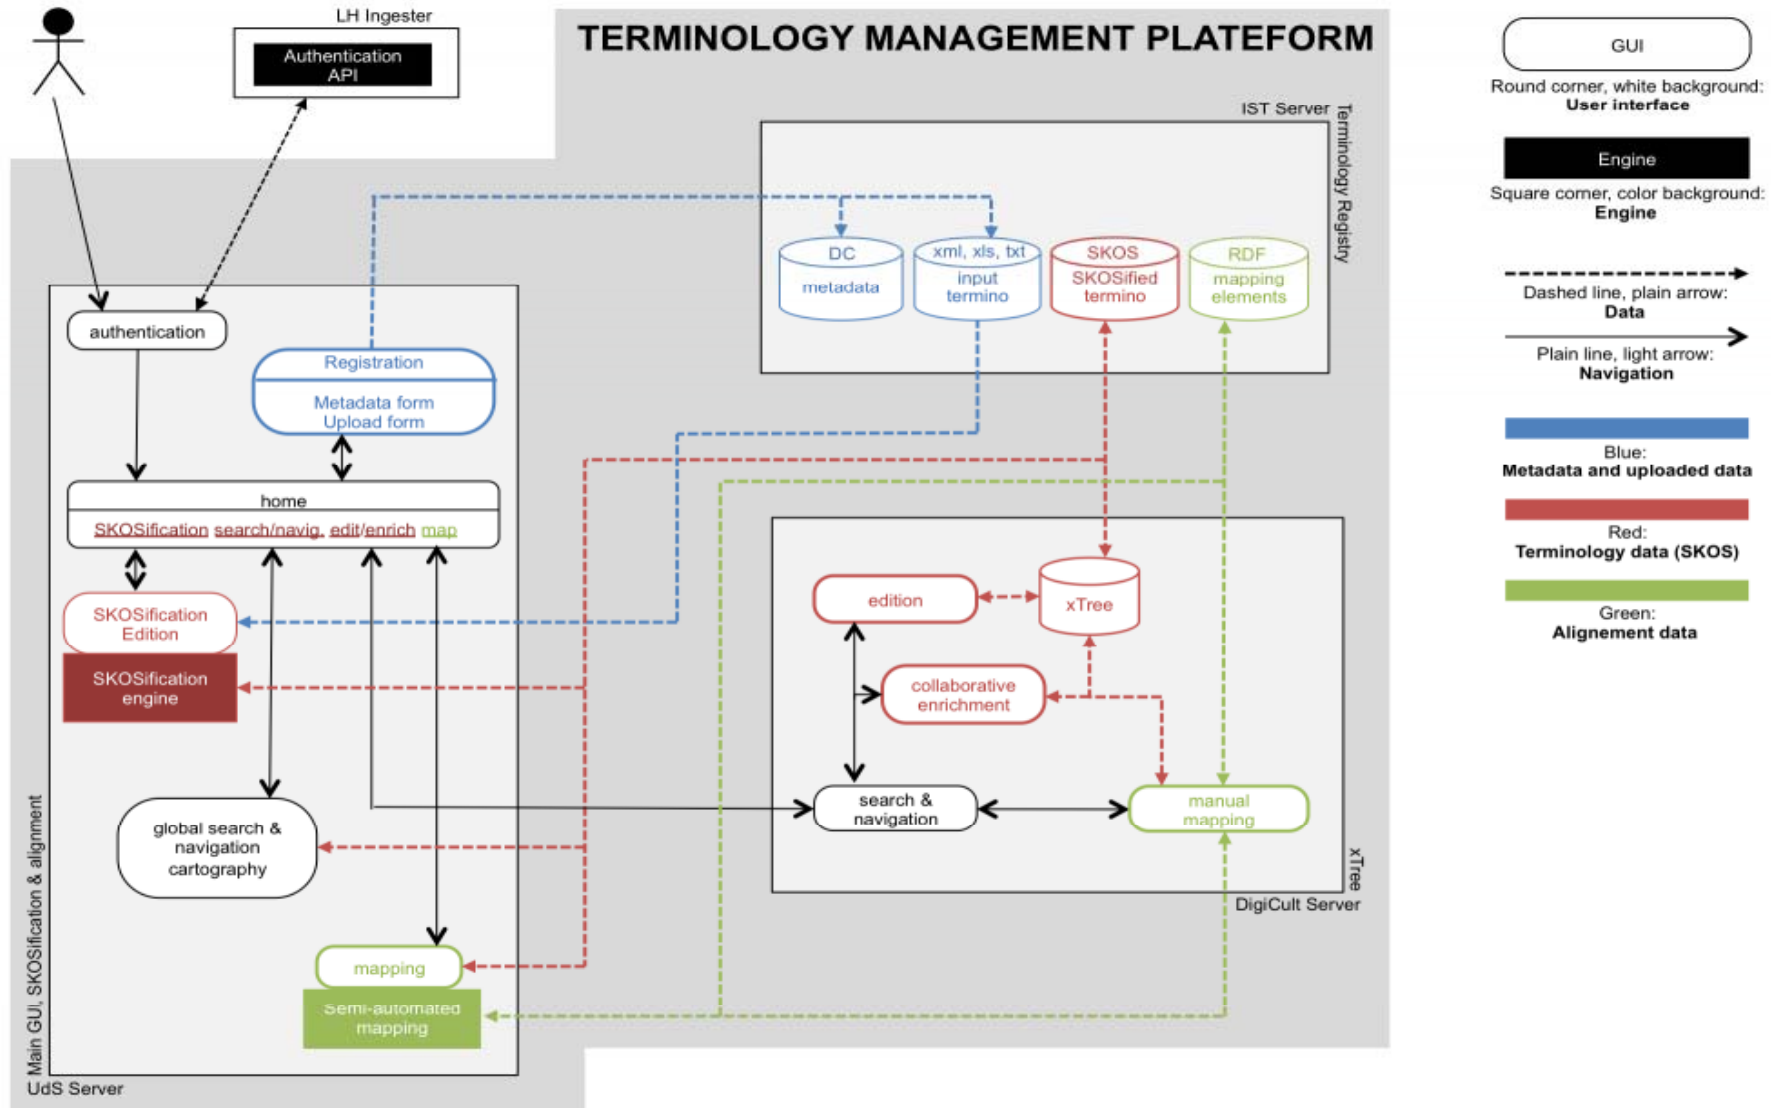 LH Ingester
Authentication
API
TERMINOLOGY MANAGEMENT PLATEFORM
IST Server
Terminology Registry
DC
metadata
xml, xls, txt
input
termino
SKOS
SKOSified
termino
RDF
mapping
elements
authentication
Registration
Metadata form
Upload form
home
SKOSification search/navig. edit/enrich map
SKOSification
Edition
SKOSification
engine
global search &
navigation
cartography
mapping
Semi-automated
mapping
Main GUI, SKOSification & alignment
UdS Server
edition
xTree
collaborative
enrichment
search &
navigation
manual
mapping
xTree
DigiCult Server
GUI
Round corner, white background:
User interface
Engine
Square corner, color background:
Engine
Dashed line, plain arrow:
Data
Plain line, light arrow:
Navigation
Blue:
Metadata and uploaded data
Red:
Terminology data (SKOS)
Green:
Alignement data